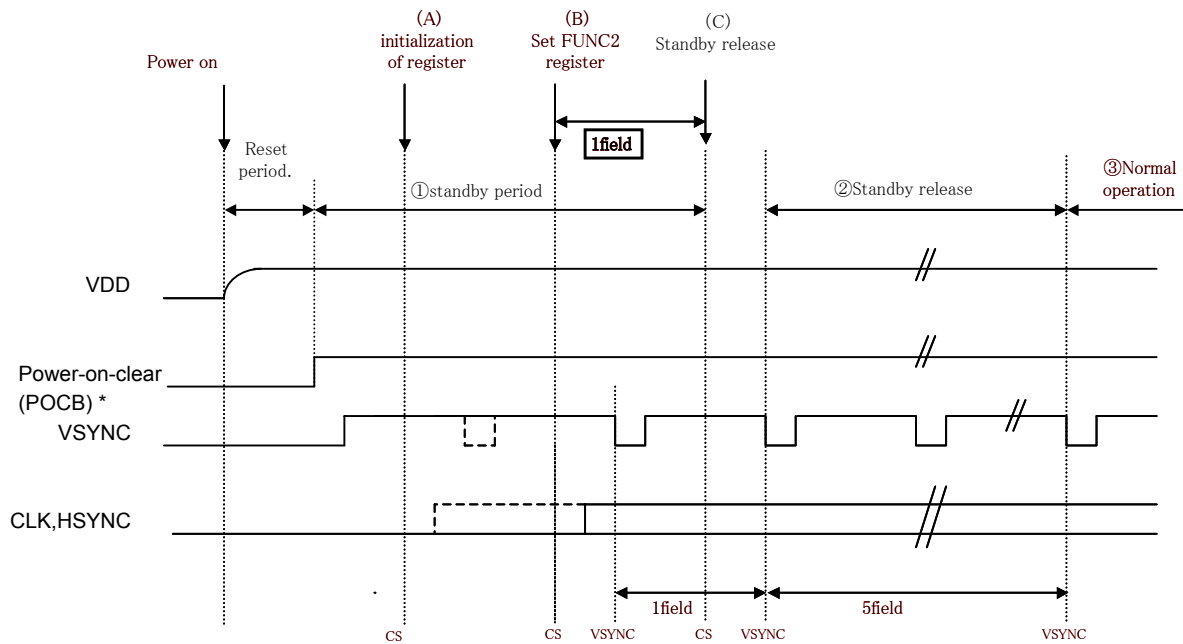 (A)
initialization
of register
(B)
Set FUNC2
register
(C)
Standby release
Power on
1field
Reset
period.
①standby period
②Standby release
③Normal
operation
VDD
Power-on-clear
(POCB) *
VSYNC
CLK,HSYNC
1field
5field
CS
CS
VSYNC
CS
VSYNC
VSYNC